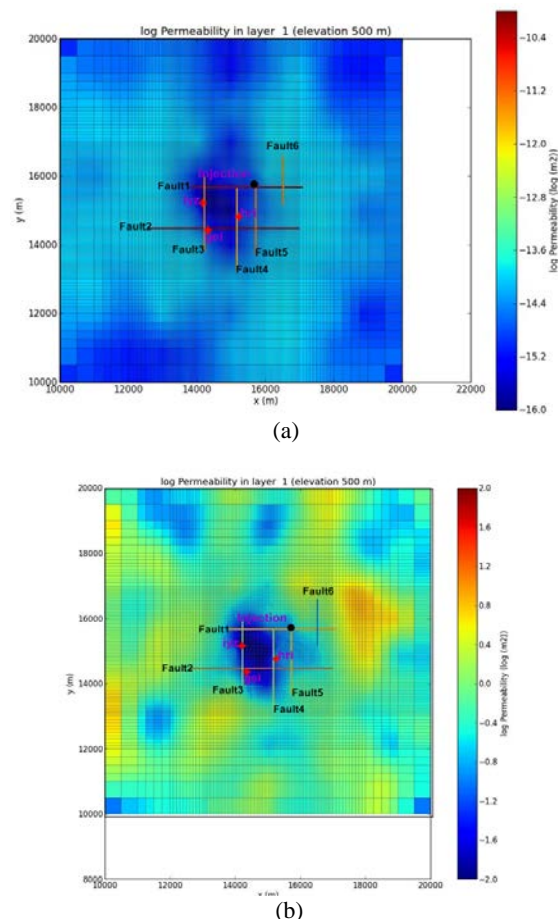 log Permeability in layer 1 (elevation 500 m)
20000
18000
16000
14000
12000
10000
y (m)
Fault6
Injection
Fault1
Fault2
Fault3
Fault5
Fault4
10000 12000 14000 16000 18000 20000 22000
x (m)
-10.4
-11.2
-12.0
-12.8
-13.6
-14.4
-15.2
-16.0
log Permeability (log (m2))
(a)
log Permeability in layer 1 (elevation 500 m)
20000
18000
16000
14000
12000
10000
8000
y (m)
Fault6
Injection
Fault1
Fault2
Fault3
Fault5
Fault4
10000 12000 14000 16000 18000 20000
x (m)
2.0
1.6
1.2
0.8
0.4
0.0
-0.4
-0.8
-1.2
-1.6
-2.0
log Permeability (log (m2))
(b)